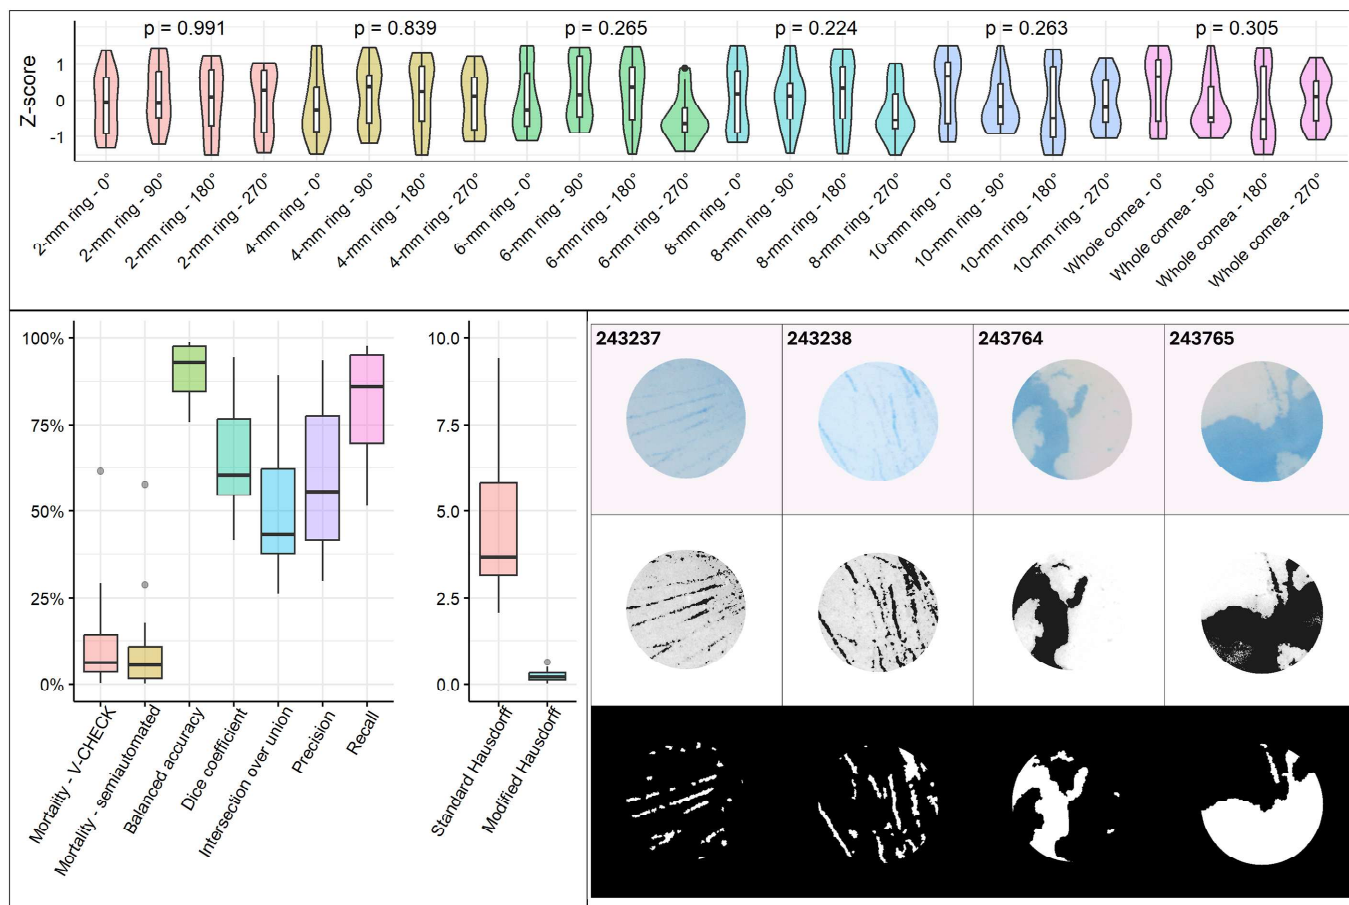 p = 0.991 p = 0.839 p = 0.265 p = 0.224 p = 0.263 p = 0.305
Z-score
1
0
-1
2-mm ring - 0°
2-mm ring - 90°
2-mm ring - 180°
2-mm ring - 270°
4-mm ring - 0°
4-mm ring - 90°
4-mm ring - 180°
4-mm ring - 270°
6-mm ring - 0°
6-mm ring - 90°
6-mm ring - 180°
6-mm ring - 270°
8-mm ring - 0°
8-mm ring - 90°
8-mm ring - 180°
8-mm ring - 270°
10-mm ring - 0°
10-mm ring - 90°
10-mm ring - 180°
10-mm ring - 270°
Whole cornea - 0°
Whole cornea - 90°
Whole cornea - 180°
Whole cornea - 270°
100%
75%
50%
25%
0%
Mortality - V-CHECK
Mortality - semiautomated
Balanced accuracy
Dice coefficient
Intersection over union
Precision
Recall
10.0
7.5
5.0
2.5
0.0
Standard Hausdorff
Modified Hausdorff
243237 243238 243764 243765